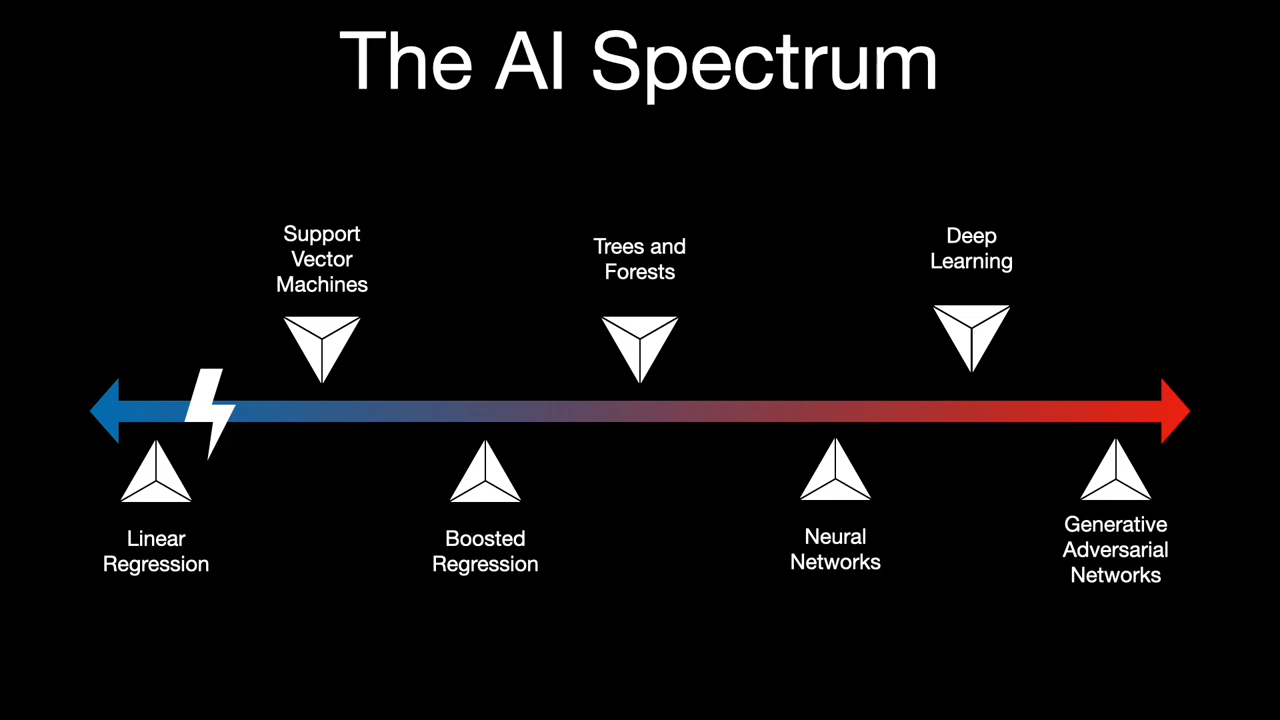 The AI Spectrum
Support
Vector
Machines
Trees and
Forests
Deep
Learning
Linear
Regression
Boosted
Regression
Neural
Networks
Generative
Adversarial
Networks